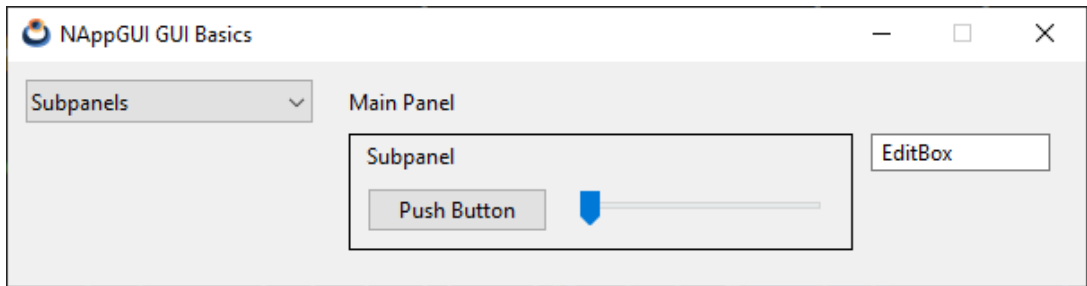 NAppGUI GUI Basics
Subpanels
Main Panel
Subpanel
EditBox
Push Button